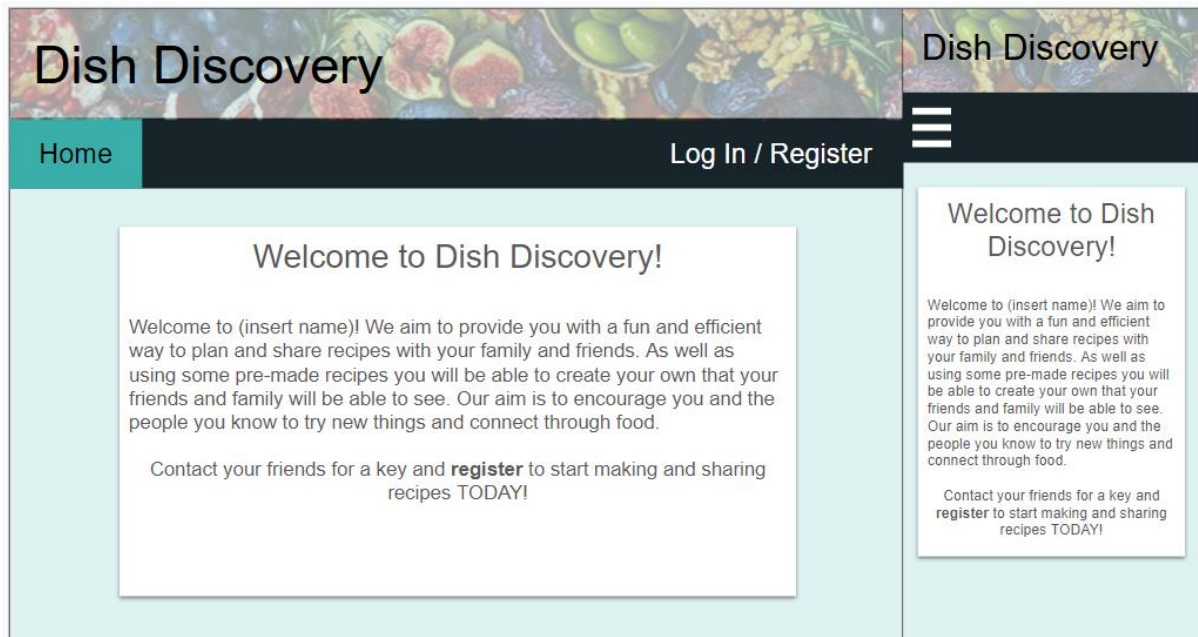 Dish Discovery
Home
Log In / Register
Welcome to Dish Discovery!
Welcome to (insert name)! We aim to provide you with a fun and efficient
way to plan and share recipes with your family and friends. As well as
using some pre-made recipes you will be able to create your own that your
friends and family will be able to see. Our aim is to encourage you and the
people you know to try new things and connect through food.
Contact your friends for a key and register to start making and sharing
recipes TODAY!
Dish Discovery
Welcome to Dish
Discovery!
Welcome to (insert name)! We aim to
provide you with a fun and efficient
way to plan and share recipes with
your family and friends. As well as
using some pre-made recipes you will
be able to create your own that your
friends and family will be able to see.
Our aim is to encourage you and the
people you know to try new things and
connect through food.
Contact your friends for a key and
register to start making and sharing
recipes TODAY!